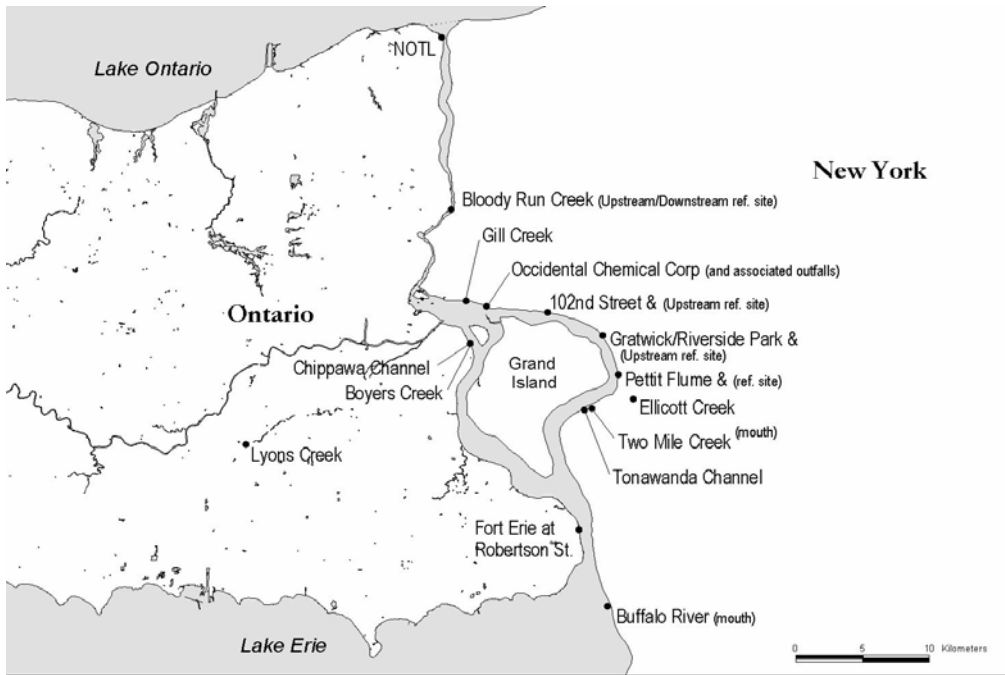 NOTL
Lake Ontario
New York
Bloody Run Creek (Upstream/Downstream ref. site)
Gill Creek
Occidental Chemical Corp (and associated outfalls)
102nd Street & (Upstream ref. site)
Ontario
Gratwick/Riverside Park &
(Upstream ref. site)
Chippawa Channel
Grand
Island
Pettit Flume & (ref. site)
Boyers Creek
Ellicott Creek
Two Mile Creek (mouth)
Lyons Creek
Tonawanda Channel
Fort Erie at
Robertson St.
Buffalo River (mouth)
Lake Erie
0 5 10 Kilometers